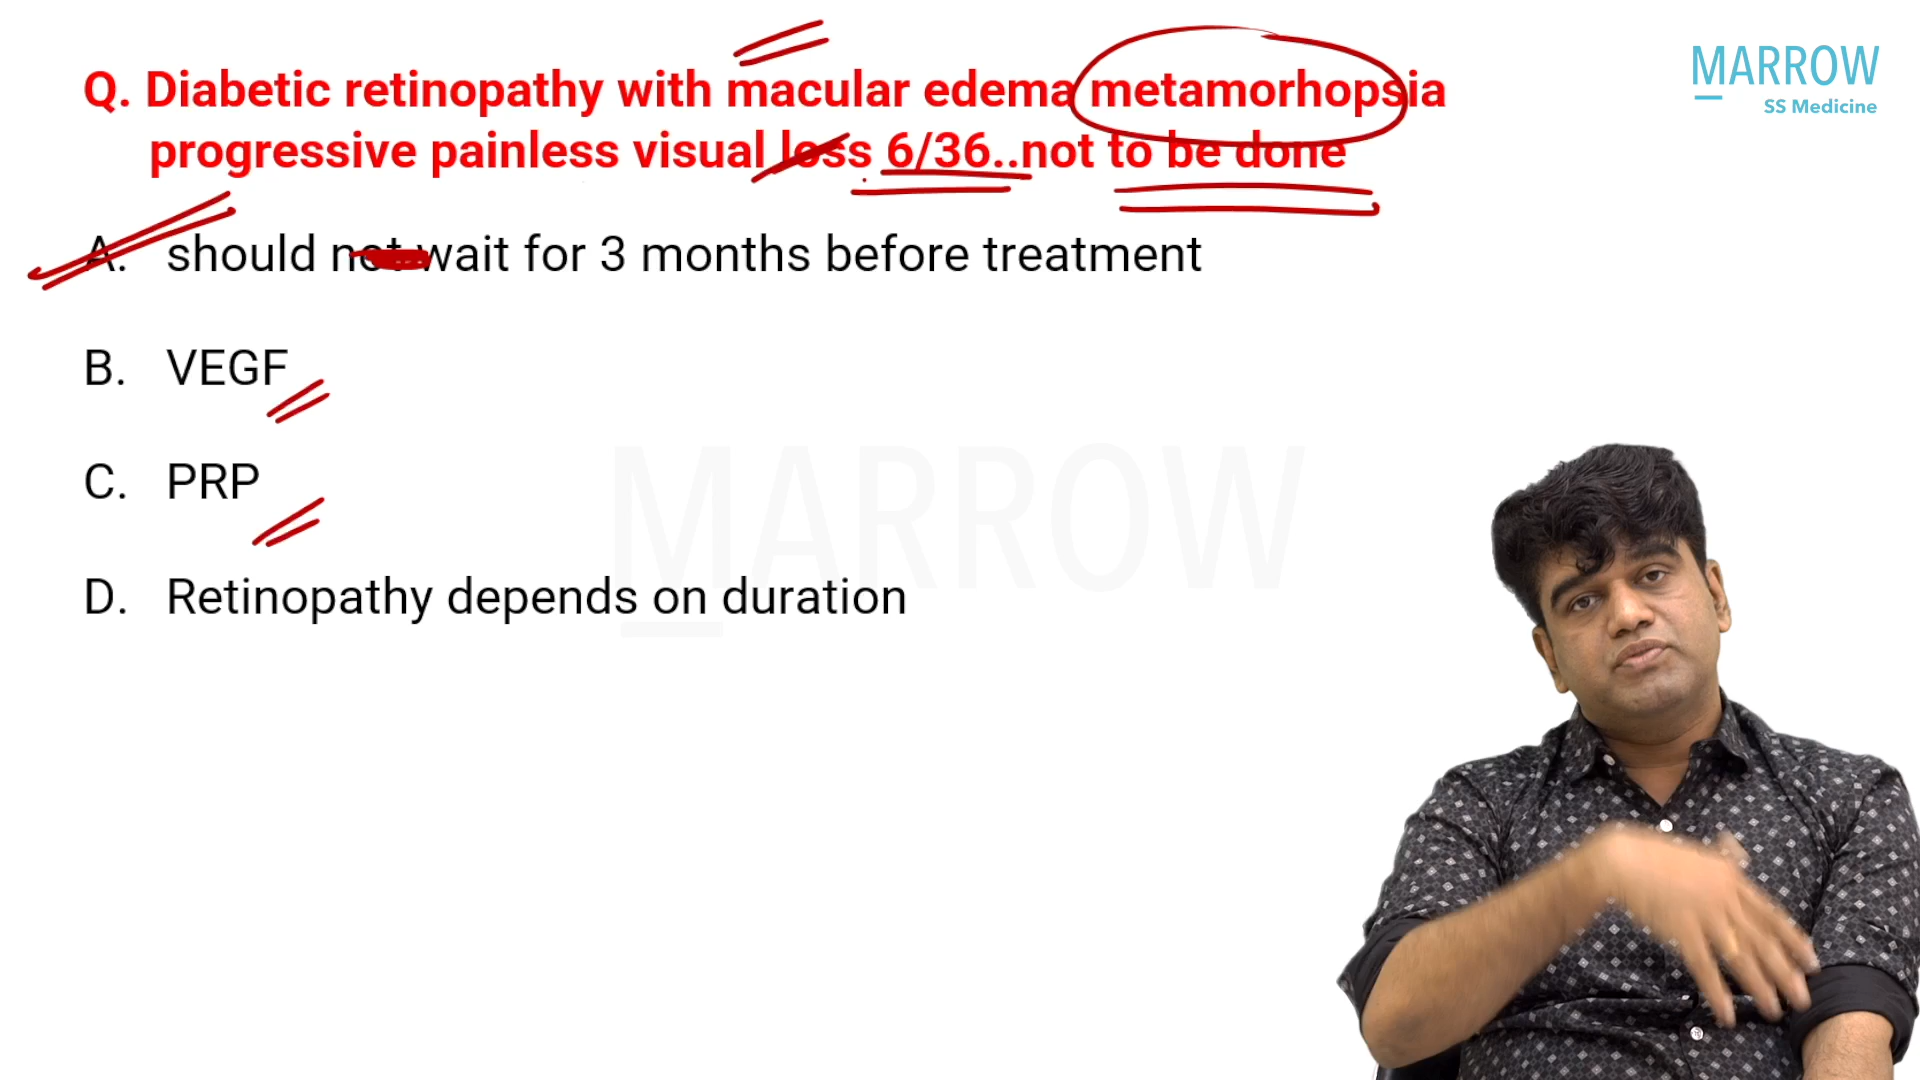 MARROW
SS Medicine
Q. Diabetic retinopathy with macular edema metamorhopsia
progressive painless visual loss 6/36..not to be done
A. should not wait for 3 months before treatment
B. VEGF
C. PRP
D. Retinopathy depends on duration
MARROW